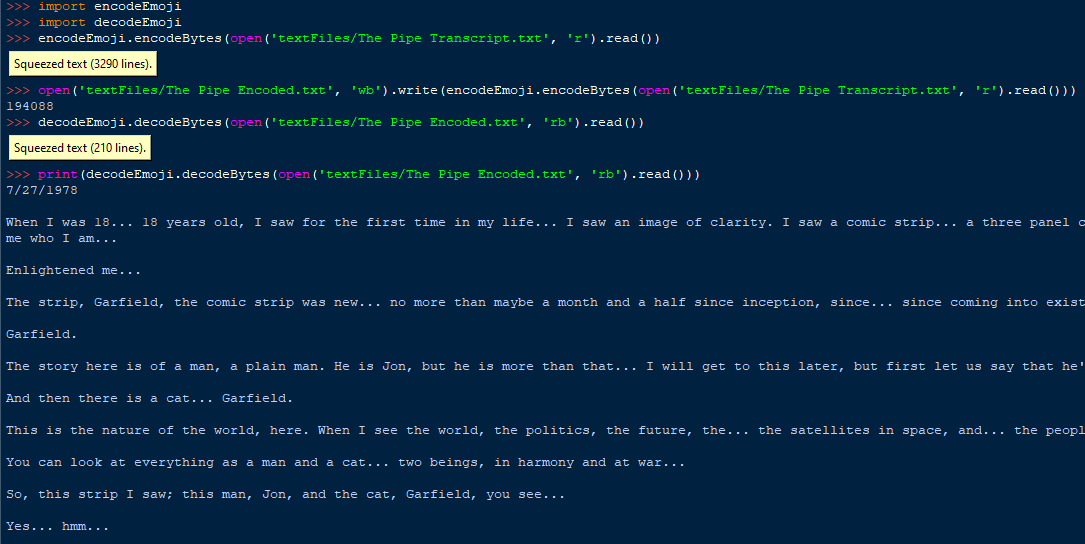 >>> import encodeEmoji
>>> import decodeEmoji
>>> encodeEmoji.encodeBytes(open('textFiles/The Pipe Transcript.txt', 'r').read())
Squeezed text (3290 lines).
>>> open('textFiles/The Pipe Encoded.txt', 'wb').write(encodeEmoji.encodeBytes(open('textFiles/The Pipe Transcript.txt', 'r').read()))
194088
>>> decodeEmoji.decodeBytes(open('textFiles/The Pipe Encoded.txt', 'rb').read())
Squeezed text (210 lines).
>>> print(decodeEmoji.decodeBytes(open('textFiles/The Pipe Encoded.txt', 'rb').read()))
7/27/1978
When I was 18... 18 years old, I saw for the first time in my life... I saw an image of clarity. I saw a comic strip... a three panel c
me who I am...
Enlightened me...
The strip, Garfield, the comic strip was new... no more than maybe a month and a half since inception, since... since coming into exist
Garfield.
The story here is of a man, a plain man. He is Jon, but he is more than that... I will get to this later, but first let us say that he'
And then there is a cat... Garfield.
This is the nature of the world, here. When I see the world, the politics, the future, the... the satellites in space, and... the peopl
You can look at everything as a man and a cat... two beings, in harmony and at war...
So, this strip I saw; this man, Jon, and the cat, Garfield, you see...
Yes... hmm...